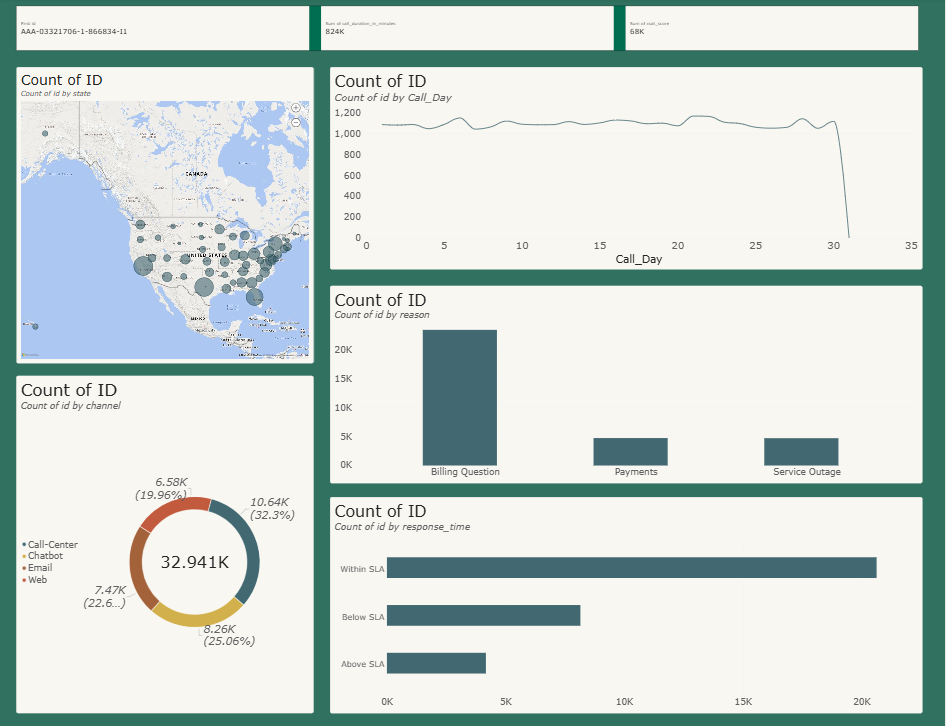 First id
AAA-03321706-1-866834-II
Sum of call_duration_in_minutes
824K
Sum of csat_score
68K
Count of ID
Count of id by state
CANADA
UNITED STATES
MEXICO
Count of ID
Count of id by Call_Day
1,200
1,000
800
600
400
200
0
0 5 10 15 20 25 30 35
Call_Day
Count of ID
Count of id by reason
20K
15K
10K
5K
0K
Billing Question Payments Service Outage
Count of ID
Count of id by channel
6.58K
(19.96%)
10.64K
(32.3%)
32.941K
Call-Center
Chatbot
Email
Web
7.47K
(22.6...)
8.26K
(25.06%)
Count of ID
Count of id by response_time
Within SLA
Below SLA
Above SLA
0K 5K 10K 15K 20K